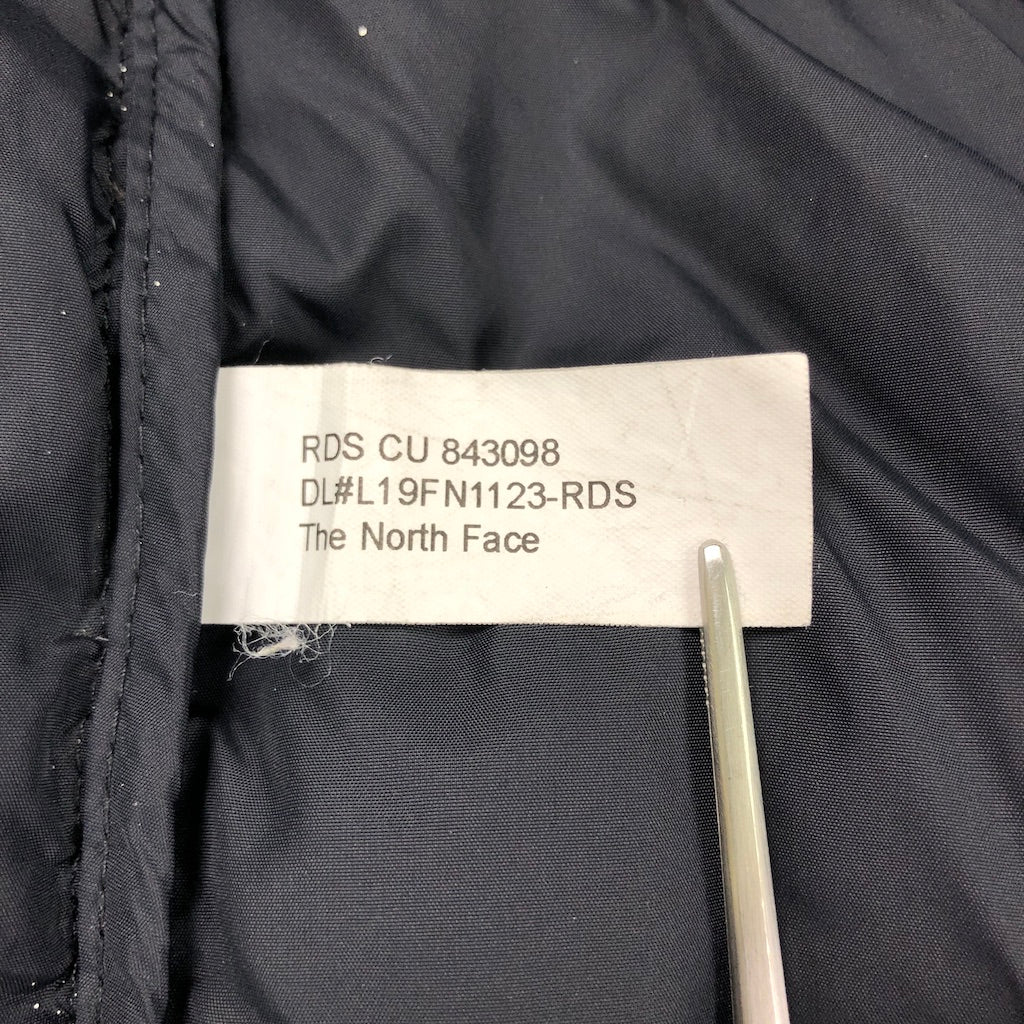 RDS CU 843098
DL#L19FN1123-RDS
The North Face